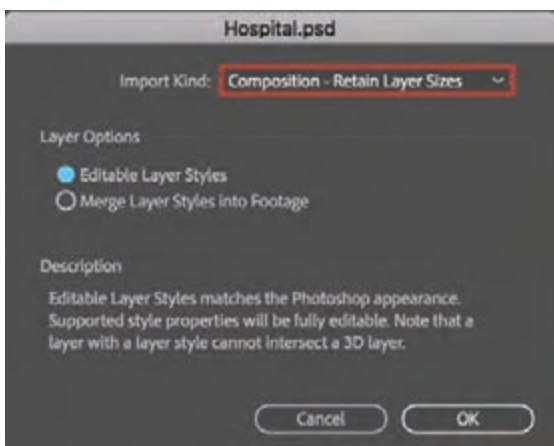 Hospital.psd
Import Kind: Composition - Retain Layer Sizes
Layer Options
Editable Layer Styles
Merge Layer Styles into Footage
Description
Editable Layer Styles matches the Photoshop appearance.
Supported style properties will be fully editable. Note that a
layer with a layer style cannot intersect a 3D layer.
Cancel OK